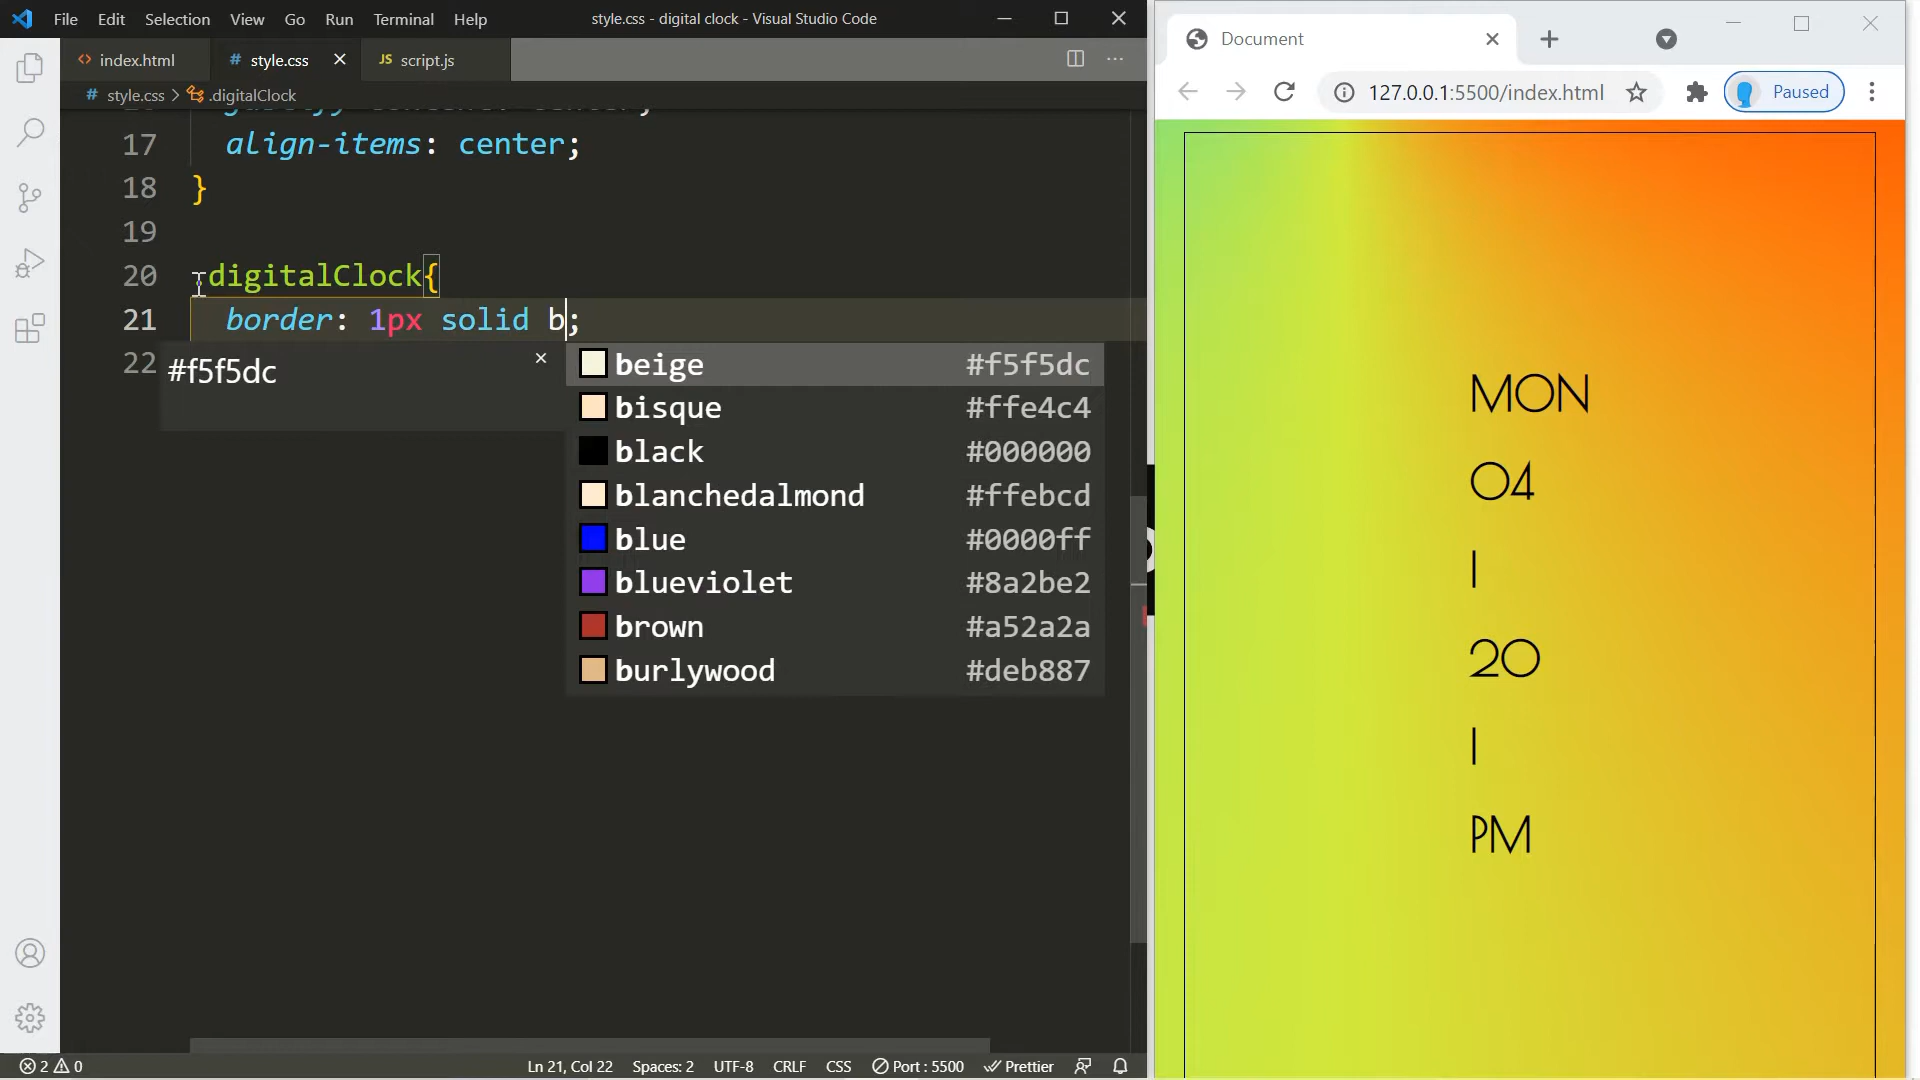 File Edit Selection View Go Run Terminal Help style.css - digital clock - Visual Studio Code
index.html # style.css JS script.js ...
# style.css > .digitalClock
17 align-items: center;
18 }
19
20 digitalClock{
21 border: 1px solid b;
22
#f5f5dc
beige #f5f5dc
bisque #ffe4c4
black #000000
blanchedalmond #ffebcd
blue #0000ff
blueviolet #8a2be2
brown #a52a2a
burlywood #deb887
2 0 Ln 21, Col 22 Spaces: 2 UTF-8 CRLF CSS Port : 5500 Prettier
Document
127.0.0.1:5500/index.html Paused
MON
04
|
20
|
PM